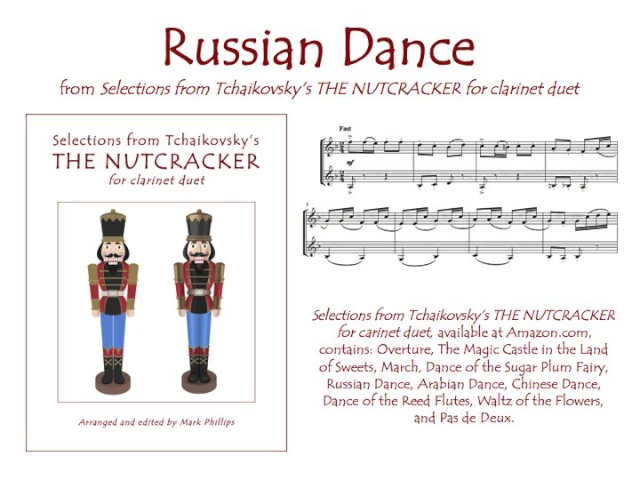 Russian Dance
from Selections from Tchaikovsky's THE NUTCRACKER for clarinet duet
Selections from Tchaikovsky's
THE NUTCRACKER
for clarinet duet
Arranged and edited by Mark Phillips
Fast
mf
Selections from Tchaikovsky's THE NUTCRACKER
for carinet duet, available at Amazon.com,
contains: Overture, The Magic Castle in the Land
of Sweets, March, Dance of the Sugar Plum Fairy,
Russian Dance, Arabian Dance, Chinese Dance,
Dance of the Reed Flutes, Waltz of the Flowers,
and Pas de Deux.